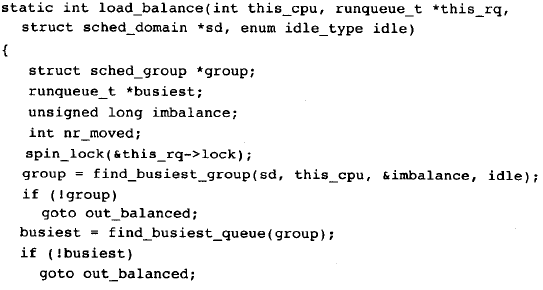 static int load_balance(int this_cpu, runqueue_t *this_rq,
struct sched_domain *sd, enum idle_type idle)
{
struct sched_group *group;
runqueue_t *busiest;
unsigned long imbalance;
int nr_moved;
spin_lock(&this_rq->lock);
group = find_busiest_group(sd, this_cpu, &imbalance, idle);
if (!group)
goto out_balanced;
busiest = find_busiest_queue(group);
if (!busiest)
goto out_balanced;